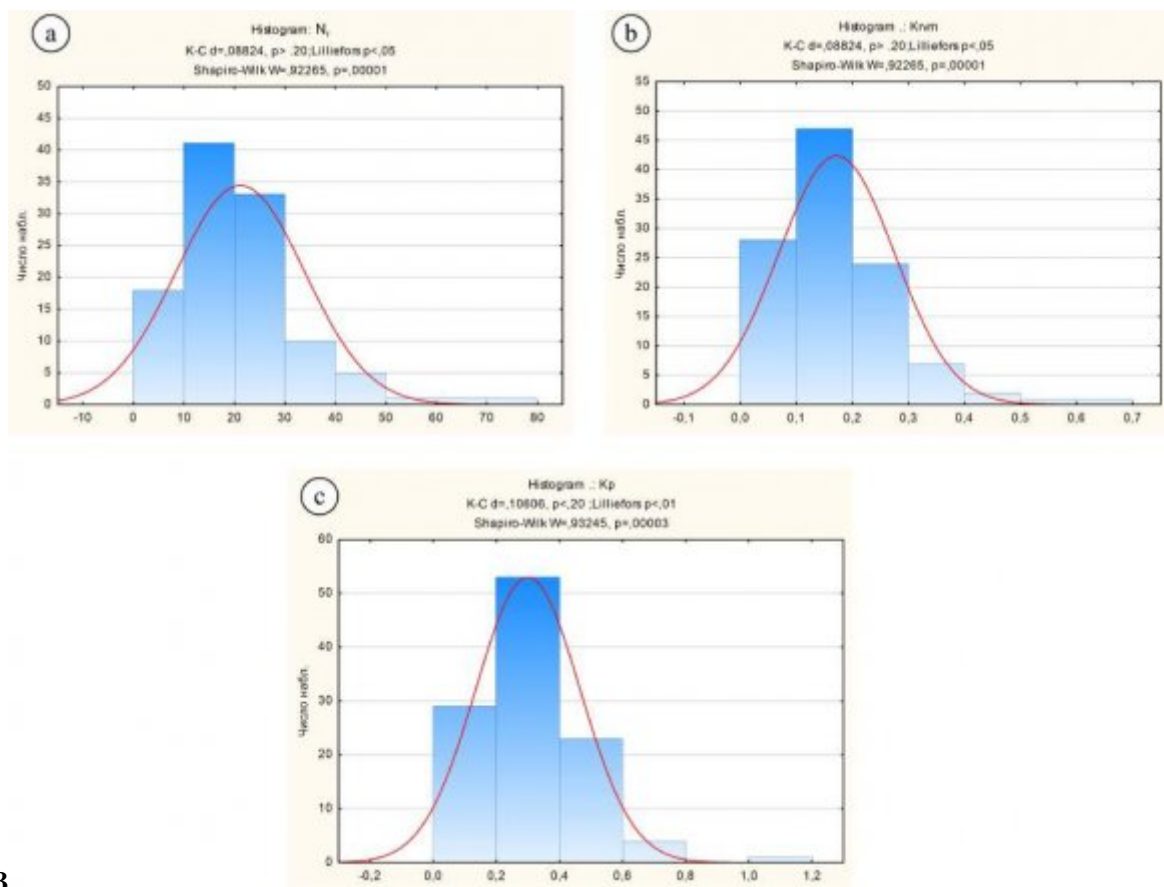 a
Histogram: Nr
K-C d=,08824, p> .20;Lilliefors p<,05
Shapiro-Wilk W=,92265, p=,00001
50
45
40
35
30
25
20
15
10
5
0
Число набл.
-10 0 10 20 30 40 50 60 70 80
b
Histogram .: Krvm
K-C d=,08824, p> .20;Lilliefors p<,05
Shapiro-Wilk W=,92265, p=,00001
55
50
45
40
35
30
25
20
15
10
5
0
Число набл.
-0,1 0,0 0,1 0,2 0,3 0,4 0,5 0,6 0,7
c
Histogram .: Kp
K-C d=,10606, p<,20 ;Lilliefors p<,01
Shapiro-Wilk W=,93245, p=,00003
60
50
40
30
20
10
0
Число набл.
-0,2 0,0 0,2 0,4 0,6 0,8 1,0 1,2